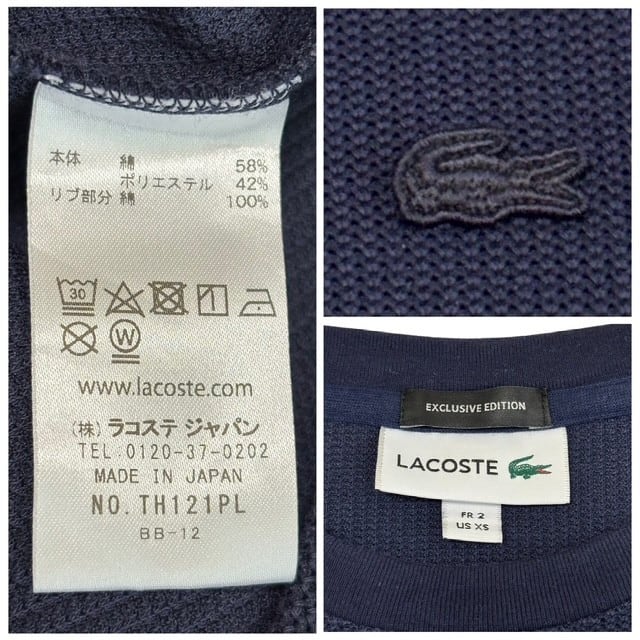 本体 綿 58%
ポリエステル 42%
リブ部分 綿 100%
30
W
www.lacoste.com
(株) ラコステ ジャパン
TEL.0120-37-0202
MADE IN JAPAN
NO.TH121PL
BB-12
EXCLUSIVE EDITION
LACOSTE
FR 2
US XS